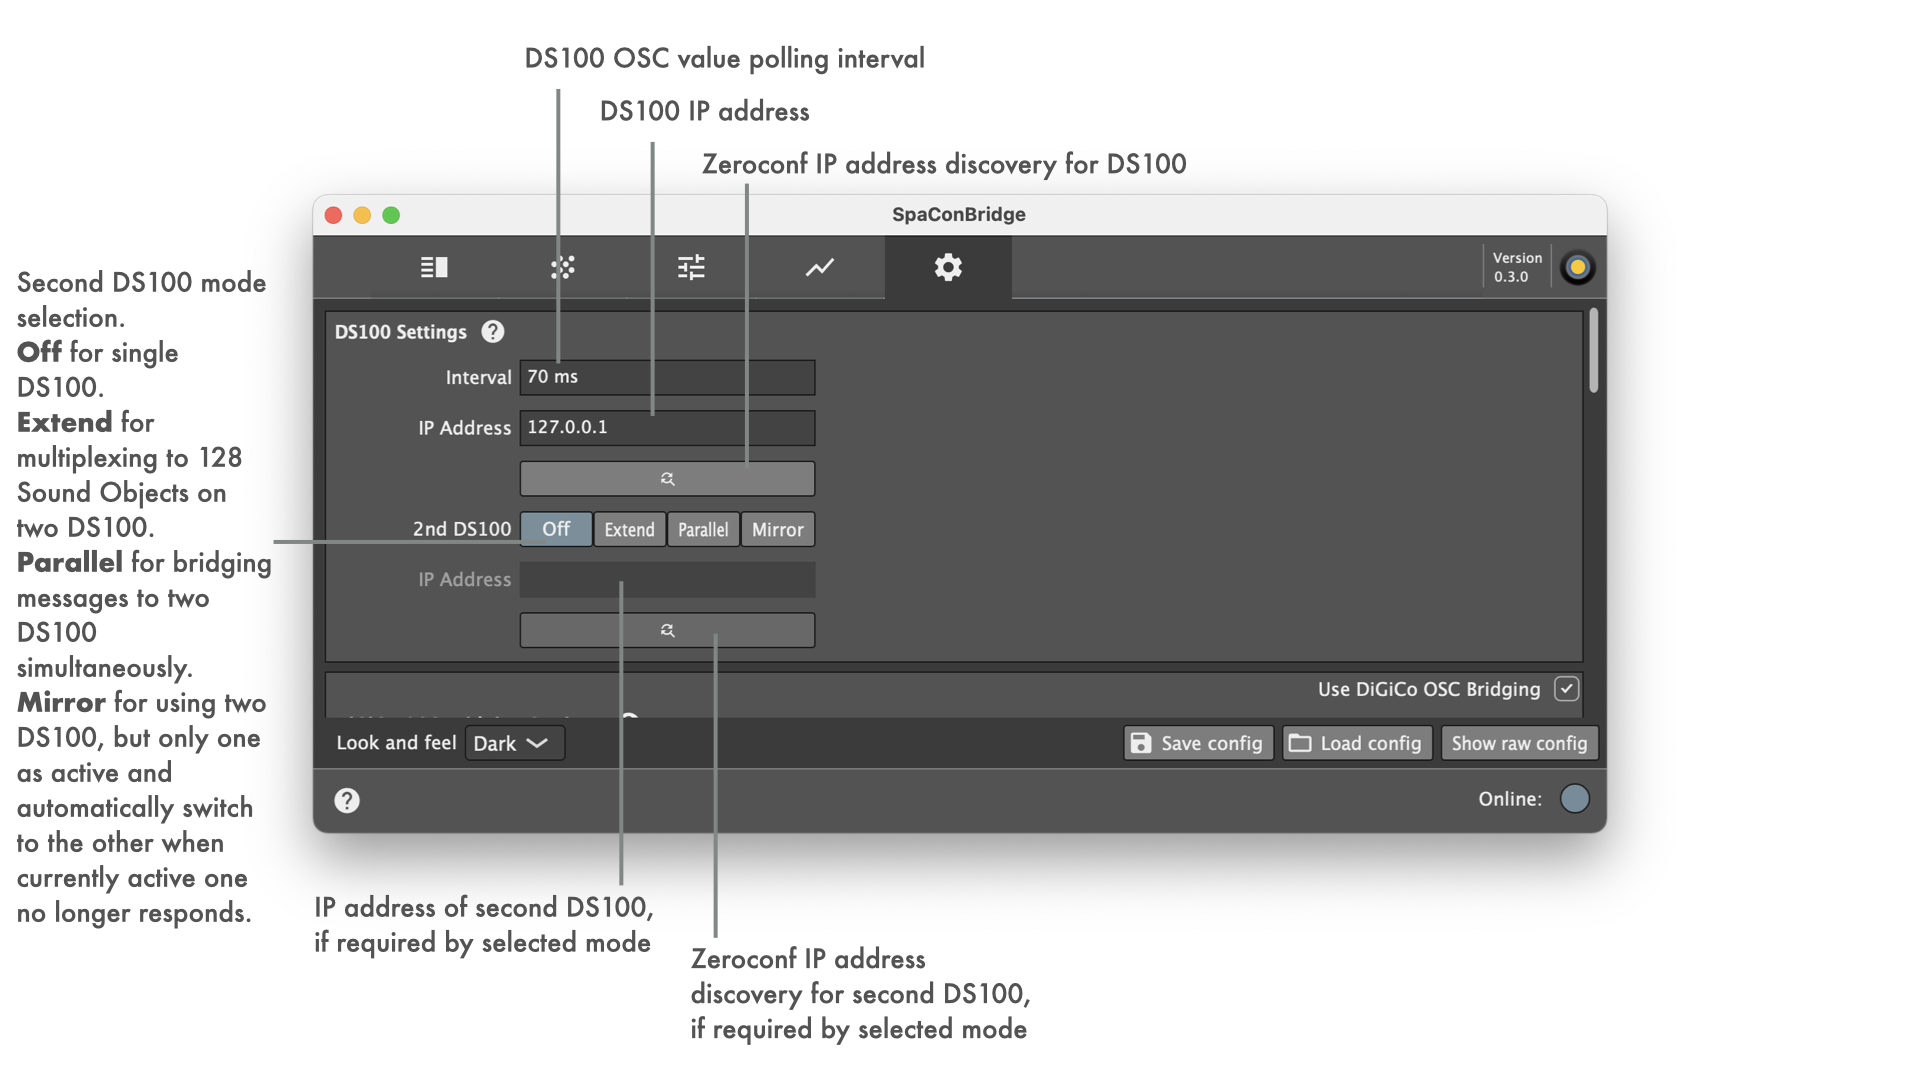 DS100 OSC value polling interval
DS100 IP address
Zeroconf IP address discovery for DS100
SpaConBridge
Version
0.3.0
Second DS100 mode
selection.
Off for single
DS100.
Extend for
multiplexing to 128
Sound Objects on
two DS100.
Parallel for bridging
messages to two
DS100
simultaneously.
Mirror for using two
DS100, but only one
as active and
automatically switch
to the other when
currently active one
no longer responds.
DS100 Settings ?
Interval 70 ms
IP Address 127.0.0.1
2nd DS100 Off Extend Parallel Mirror
IP Address
Use DiGiCo OSC Bridging
Look and feel Dark
Save config Load config Show raw config
?
Online:
IP address of second DS100,
if required by selected mode
Zeroconf IP address
discovery for second DS100,
if required by selected mode